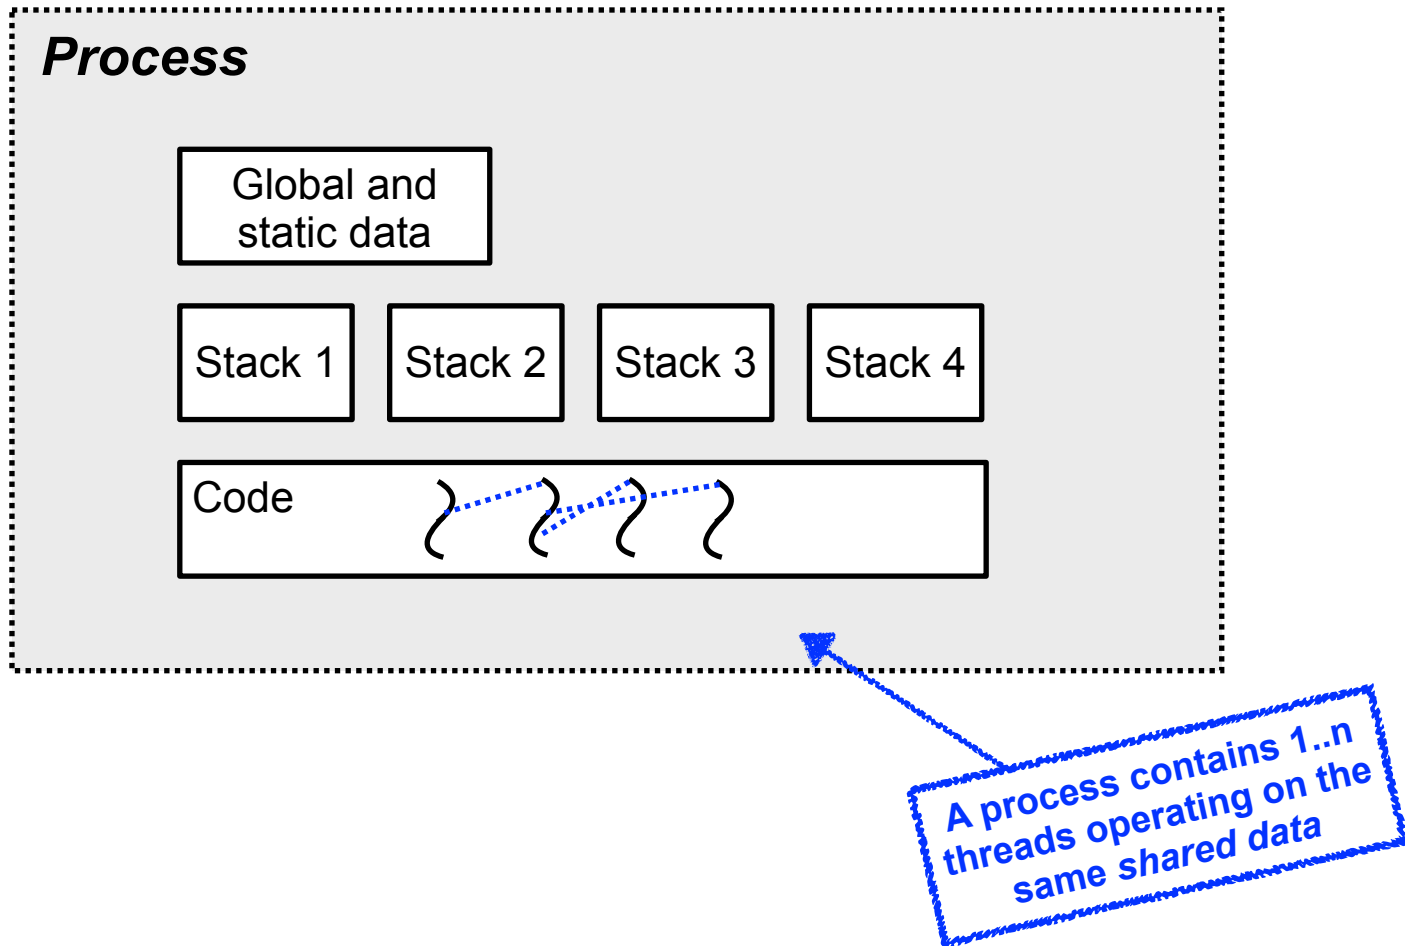 Process
Global and
static data
Stack 1
Stack 2
Stack 3
Stack 4
Code
A process contains 1..n
threads operating on the
same shared data